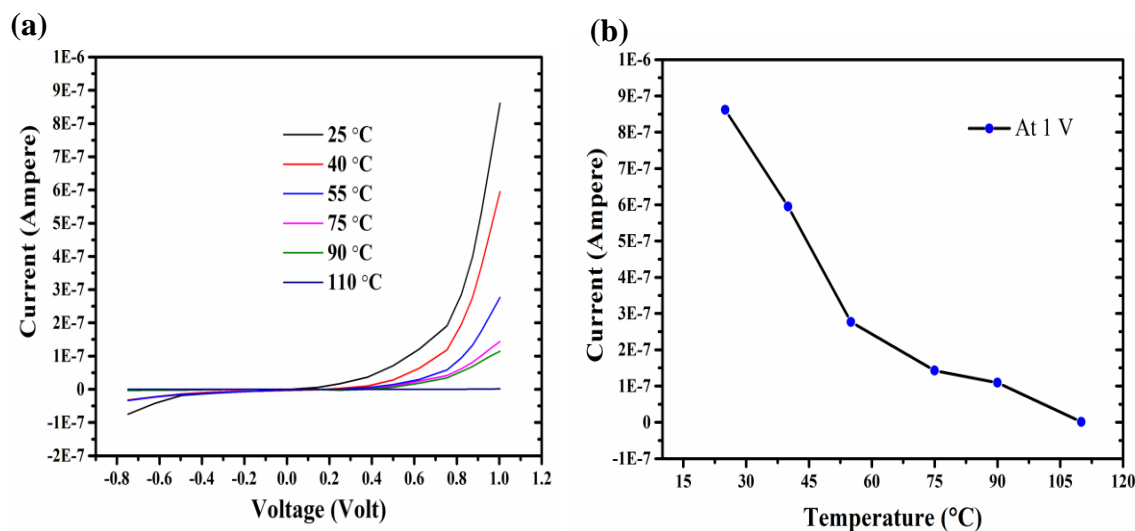 (a)
1E-6
9E-7
8E-7
7E-7
6E-7
5E-7
4E-7
3E-7
2E-7
1E-7
0
-1E-7
-2E-7
Current (Ampere)
25 °C
40 °C
55 °C
75 °C
90 °C
110 °C
-0.8 -0.6 -0.4 -0.2 0.0 0.2 0.4 0.6 0.8 1.0 1.2
Voltage (Volt)
(b)
1E-6
9E-7
8E-7
7E-7
6E-7
5E-7
4E-7
3E-7
2E-7
1E-7
0
-1E-7
Current (Ampere)
At 1 V
15 30 45 60 75 90 105 120
Temperature (°C)